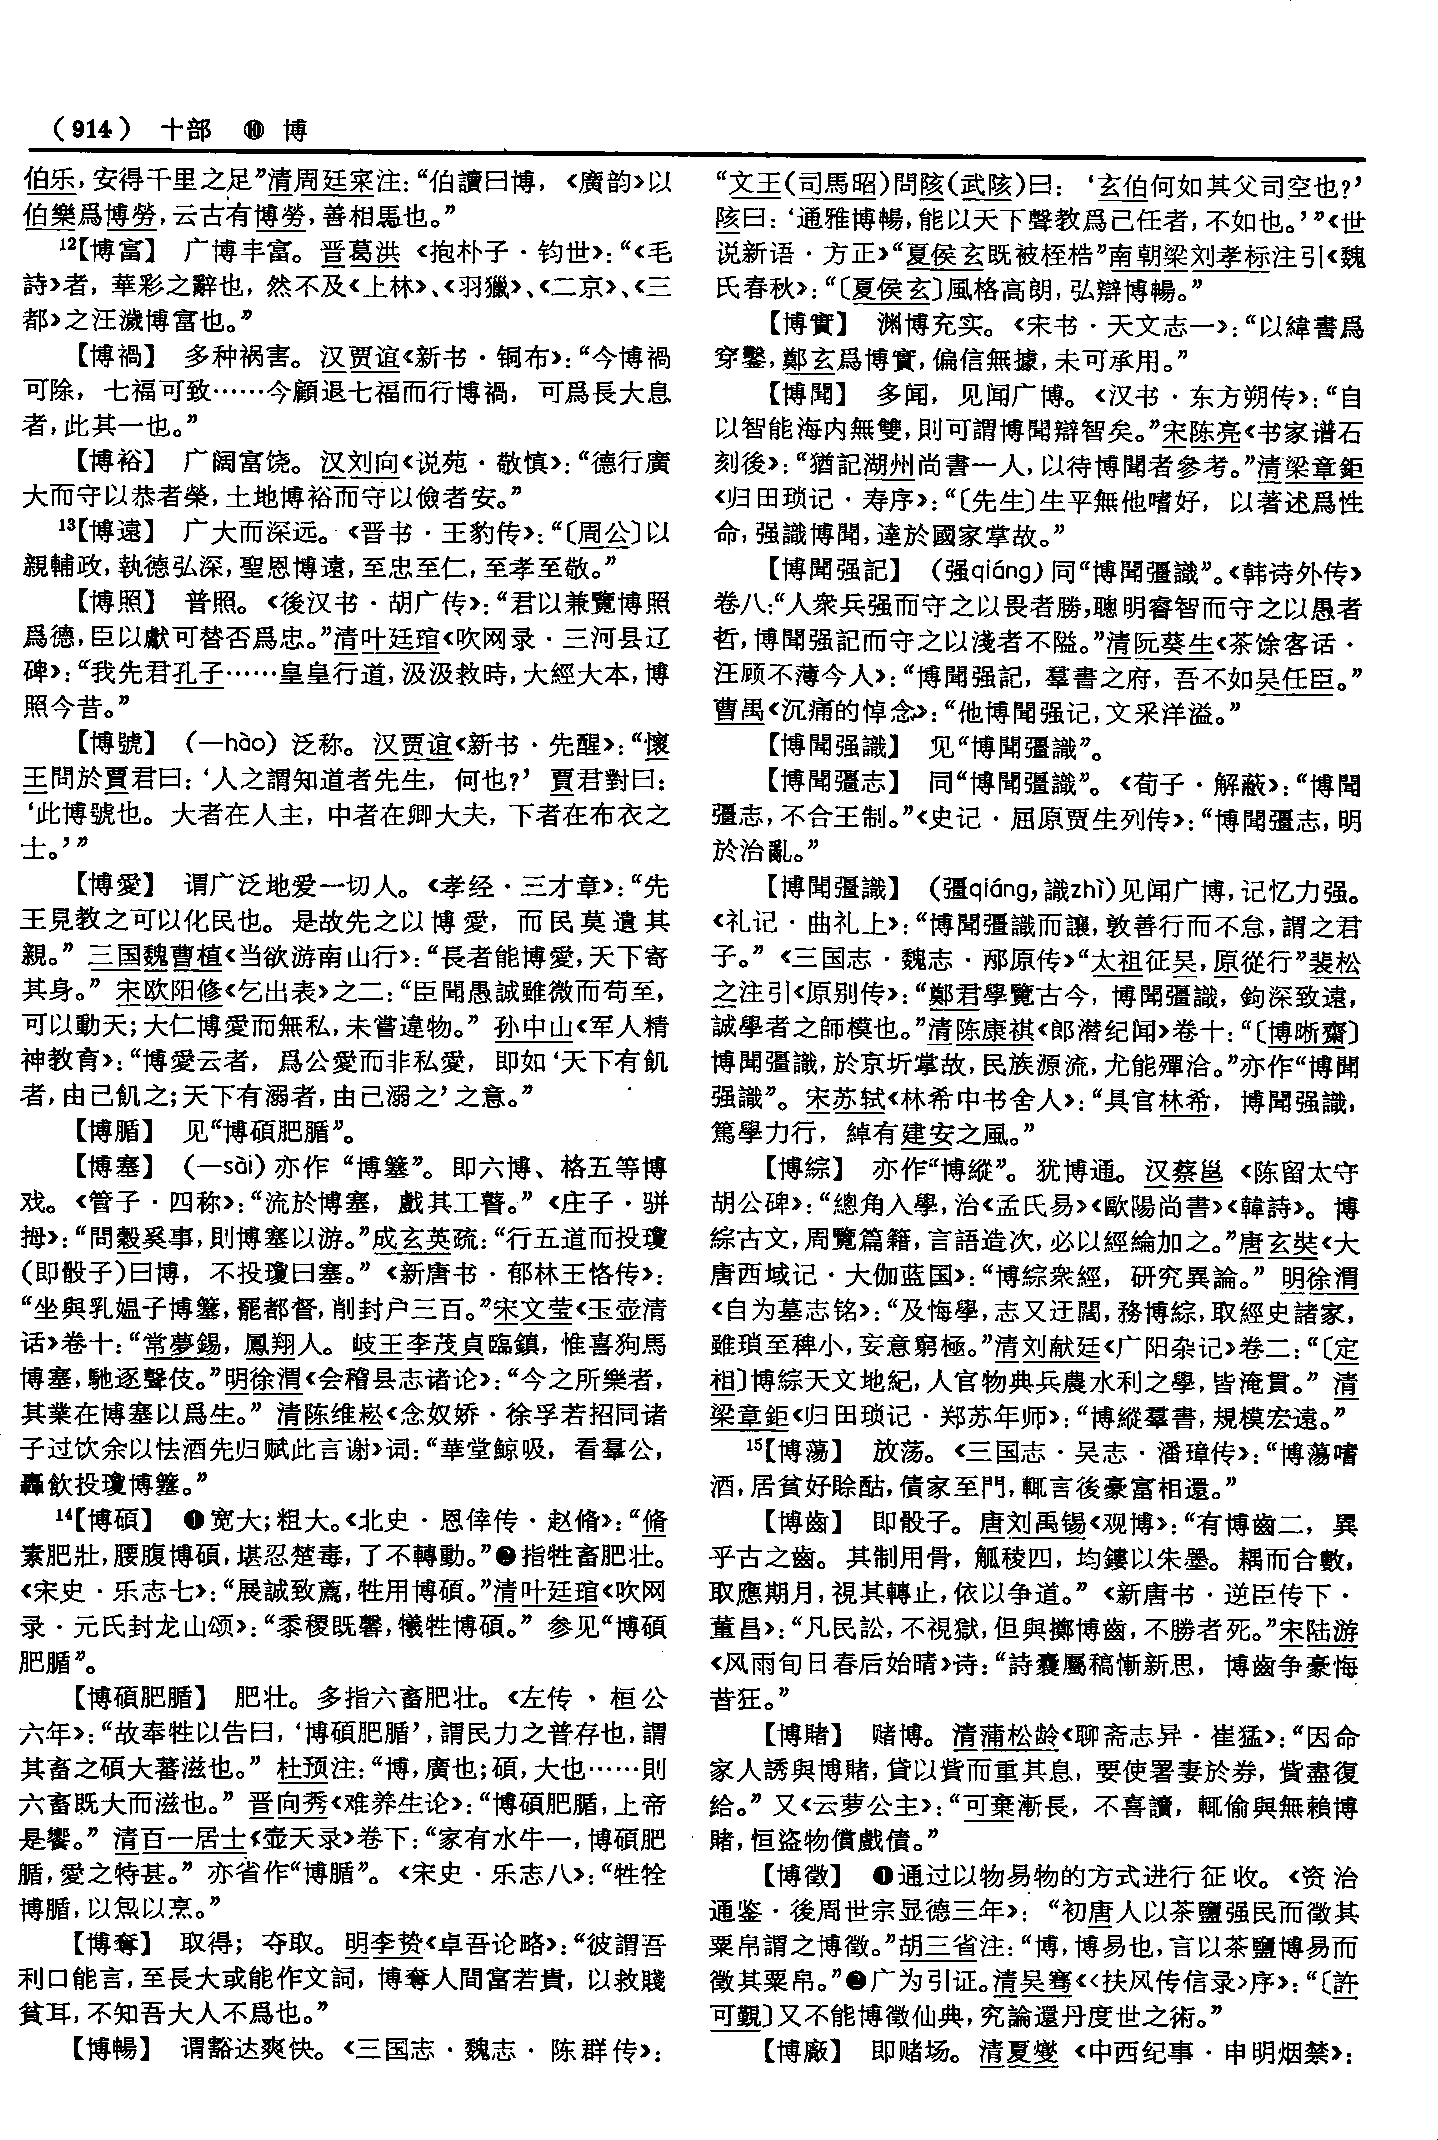 （914） 十部 ❿ 博
伯乐，安得千里之足”清周廷寀注：“伯讀曰博，《廣韵》以
伯樂爲博勞，云古有博勞，善相馬也。”
¹²【博富】 广博丰富。晋葛洪《抱朴子·钧世》：“《毛
詩》者，華彩之辭也，然不及《上林》、《羽獵》、《二京》、《三
都》之汪濊博富也。”
【博禍】 多种祸害。汉贾谊《新书·铜布》：“今博禍
可除，七福可致……今顧退七福而行博禍，可爲長大息
者，此其一也。”
【博裕】 广阔富饶。汉刘向《说苑·敬慎》：“德行廣
大而守以恭者榮，土地博裕而守以儉者安。”
¹³【博遠】 广大而深远。《晋书·王豹传》：“〔周公〕以
親輔政，執德弘深，聖恩博遠，至忠至仁，至孝至敬。”
【博照】 普照。《後汉书·胡广传》：“君以兼覽博照
爲德，臣以獻可替否爲忠。”清叶廷琯《吹网录·三河县辽
碑》：“我先君孔子……皇皇行道，汲汲救時，大經大本，博
照今昔。”
【博號】 （—hào）泛称。汉贾谊《新书·先醒》：“懷
王問於賈君曰：‘人之謂知道者先生，何也？’賈君對曰：
‘此博號也。大者在人主，中者在卿大夫，下者在布衣之
士。’”
【博愛】 谓广泛地爱一切人。《孝经·三才章》：“先
王見教之可以化民也。是故先之以博愛，而民莫遺其
親。”三国魏曹植《当欲游南山行》：“長者能博愛，天下寄
其身。”宋欧阳修《乞出表》之二：“臣聞愚誠雖微而苟至，
可以動天；大仁博愛而無私，未嘗違物。”孙中山《军人精
神教育》：“博愛云者，爲公愛而非私愛，即如‘天下有飢
者，由己飢之；天下有溺者，由己溺之’之意。”
【博腯】 见“博碩肥腯”。
【博塞】 （—sài）亦作“博簺”。即六博、格五等博
戏。《管子·四称》：“流於博塞，戲其工瞽。”《庄子·骈
拇》：“問穀奚事，則博塞以游。”成玄英疏：“行五道而投瓊
（即骰子）曰博，不投瓊曰塞。”《新唐书·郁林王恪传》：
“坐與乳媪子博簺，罷都督，削封户三百。”宋文莹《玉壶清
话》卷十：“常夢錫，鳳翔人。岐王李茂貞臨鎮，惟喜狗馬
博塞，馳逐聲伎。”明徐渭《会稽县志诸论》：“今之所樂者，
其業在博塞以爲生。”清陈维崧《念奴娇·徐孚若招同诸
子过饮余以怯酒先归赋此言谢》词：“華堂鯨吸，看羣公，
轟飲投瓊博簺。”
¹⁴【博碩】 ❶宽大；粗大。《北史·恩倖传·赵脩》：“脩
素肥壯，腰腹博碩，堪忍楚毒，了不轉動。”❷指牲畜肥壮。
《宋史·乐志七》：“展誠致薦，牲用博碩。”清叶廷琯《吹网
录·元氏封龙山颂》：“黍稷既馨，犧牲博碩。”参见“博碩
肥腯”。
【博碩肥腯】 肥壮。多指六畜肥壮。《左传·桓公
六年》：“故奉牲以告曰，‘博碩肥腯’，謂民力之普存也，謂
其畜之碩大蕃滋也。”杜预注：“博，廣也；碩，大也……則
六畜既大而滋也。”晋向秀《难养生论》：“博碩肥腯，上帝
是饗。”清百一居士《壶天录》卷下：“家有水牛一，博碩肥
腯，愛之特甚。”亦省作“博腯”。《宋史·乐志八》：“牲牷
博腯，以炰以烹。”
【博奪】 取得；夺取。明李贽《卓吾论略》：“彼謂吾
利口能言，至長大或能作文詞，博奪人間富若貴，以救賤
貧耳，不知吾大人不爲也。”
【博暢】 谓豁达爽快。《三国志·魏志·陈群传》：
“文王（司馬昭）問陔（武陔）曰：‘玄伯何如其父司空也？’
陔曰：‘通雅博暢，能以天下聲教爲己任者，不如也。’”《世
说新语·方正》“夏侯玄既被桎梏”南朝梁刘孝标注引《魏
氏春秋》：“〔夏侯玄〕風格高朗，弘辯博暢。”
【博實】 渊博充实。《宋书·天文志一》：“以緯書爲
穿鑿，鄭玄爲博實，偏信無據，未可承用。”
【博聞】 多闻，见闻广博。《汉书·东方朔传》：“自
以智能海内無雙，則可謂博聞辯智矣。”宋陈亮《书家谱石
刻後》：“猶記湖州尚書一人，以待博聞者參考。”清梁章鉅
《归田琐记·寿序》：“〔先生〕生平無他嗜好，以著述爲性
命，强識博聞，達於國家掌故。”
【博聞强記】 （强qiáng）同“博聞彊識”。《韩诗外传》
卷八：“人衆兵强而守之以畏者勝，聰明睿智而守之以愚者
哲，博聞强記而守之以淺者不隘。”清阮葵生《茶馀客话·
汪顾不薄今人》：“博聞强記，羣書之府，吾不如吴任臣。”
曹禺《沉痛的悼念》：“他博聞强记，文采洋溢。”
【博聞强識】 见“博聞彊識”。
【博聞彊志】 同“博聞彊識”。《荀子·解蔽》：“博聞
彊志，不合王制。”《史记·屈原贾生列传》：“博聞彊志，明
於治亂。”
【博聞彊識】 （彊qiáng，識zhì）见闻广博，记忆力强。
《礼记·曲礼上》：“博聞彊識而讓，敦善行而不怠，謂之君
子。”《三国志·魏志·邴原传》“太祖征吴，原從行”裴松
之注引《原别传》：“鄭君學覽古今，博聞彊識，鉤深致遠，
誠學者之師模也。”清陈康祺《郎潜纪闻》卷十：“〔博晰齋〕
博聞彊識，於京圻掌故，民族源流，尤能殫洽。”亦作“博聞
强識”。宋苏轼《林希中书舍人》：“具官林希，博聞强識，
篤學力行，綽有建安之風。”
【博綜】 亦作“博縱”。犹博通。汉蔡邕《陈留太守
胡公碑》：“總角入學，治《孟氏易》《歐陽尚書》《韓詩》。博
綜古文，周覽篇籍，言語造次，必以經綸加之。”唐玄奘《大
唐西域记·大伽蓝国》：“博綜衆經，研究異論。”明徐渭
《自为墓志铭》：“及悔學，志又迂闊，務博綜，取經史諸家，
雖瑣至稗小，妄意窮極。”清刘献廷《广阳杂记》卷二：“〔定
相〕博綜天文地紀，人官物典兵農水利之學，皆淹貫。”清
梁章鉅《归田琐记·郑苏年师》：“博縱羣書，規模宏遠。”
¹⁵【博蕩】 放荡。《三国志·吴志·潘璋传》：“博蕩嗜
酒，居貧好賒酤，債家至門，輒言後豪富相還。”
【博齒】 即骰子。唐刘禹锡《观博》：“有博齒二，異
乎古之齒。其制用骨，觚稜四，均鏤以朱墨。耦而合數，
取應期月，視其轉止，依以争道。”《新唐书·逆臣传下·
董昌》：“凡民訟，不視獄，但與擲博齒，不勝者死。”宋陆游
《风雨旬日春后始晴》诗：“詩囊屬稿慚新思，博齒争豪悔
昔狂。”
【博賭】 赌博。清蒲松龄《聊斋志异·崔猛》：“因命
家人誘與博賭，貸以貲而重其息，要使署妻於券，貲盡復
給。”又《云萝公主》：“可棄漸長，不喜讀，輒偷與無賴博
賭，恒盜物償戲債。”
【博徵】 ❶通过以物易物的方式进行征收。《资治
通鉴·後周世宗显德三年》：“初唐人以茶鹽强民而徵其
粟帛謂之博徵。”胡三省注：“博，博易也，言以茶鹽博易而
徵其粟帛。”❷广为引证。清吴骞《〈扶风传信录〉序》：“〔許
可觀〕又不能博徵仙典，究論還丹度世之術。”
【博廠】 即赌场。清夏燮《中西纪事·申明烟禁》：